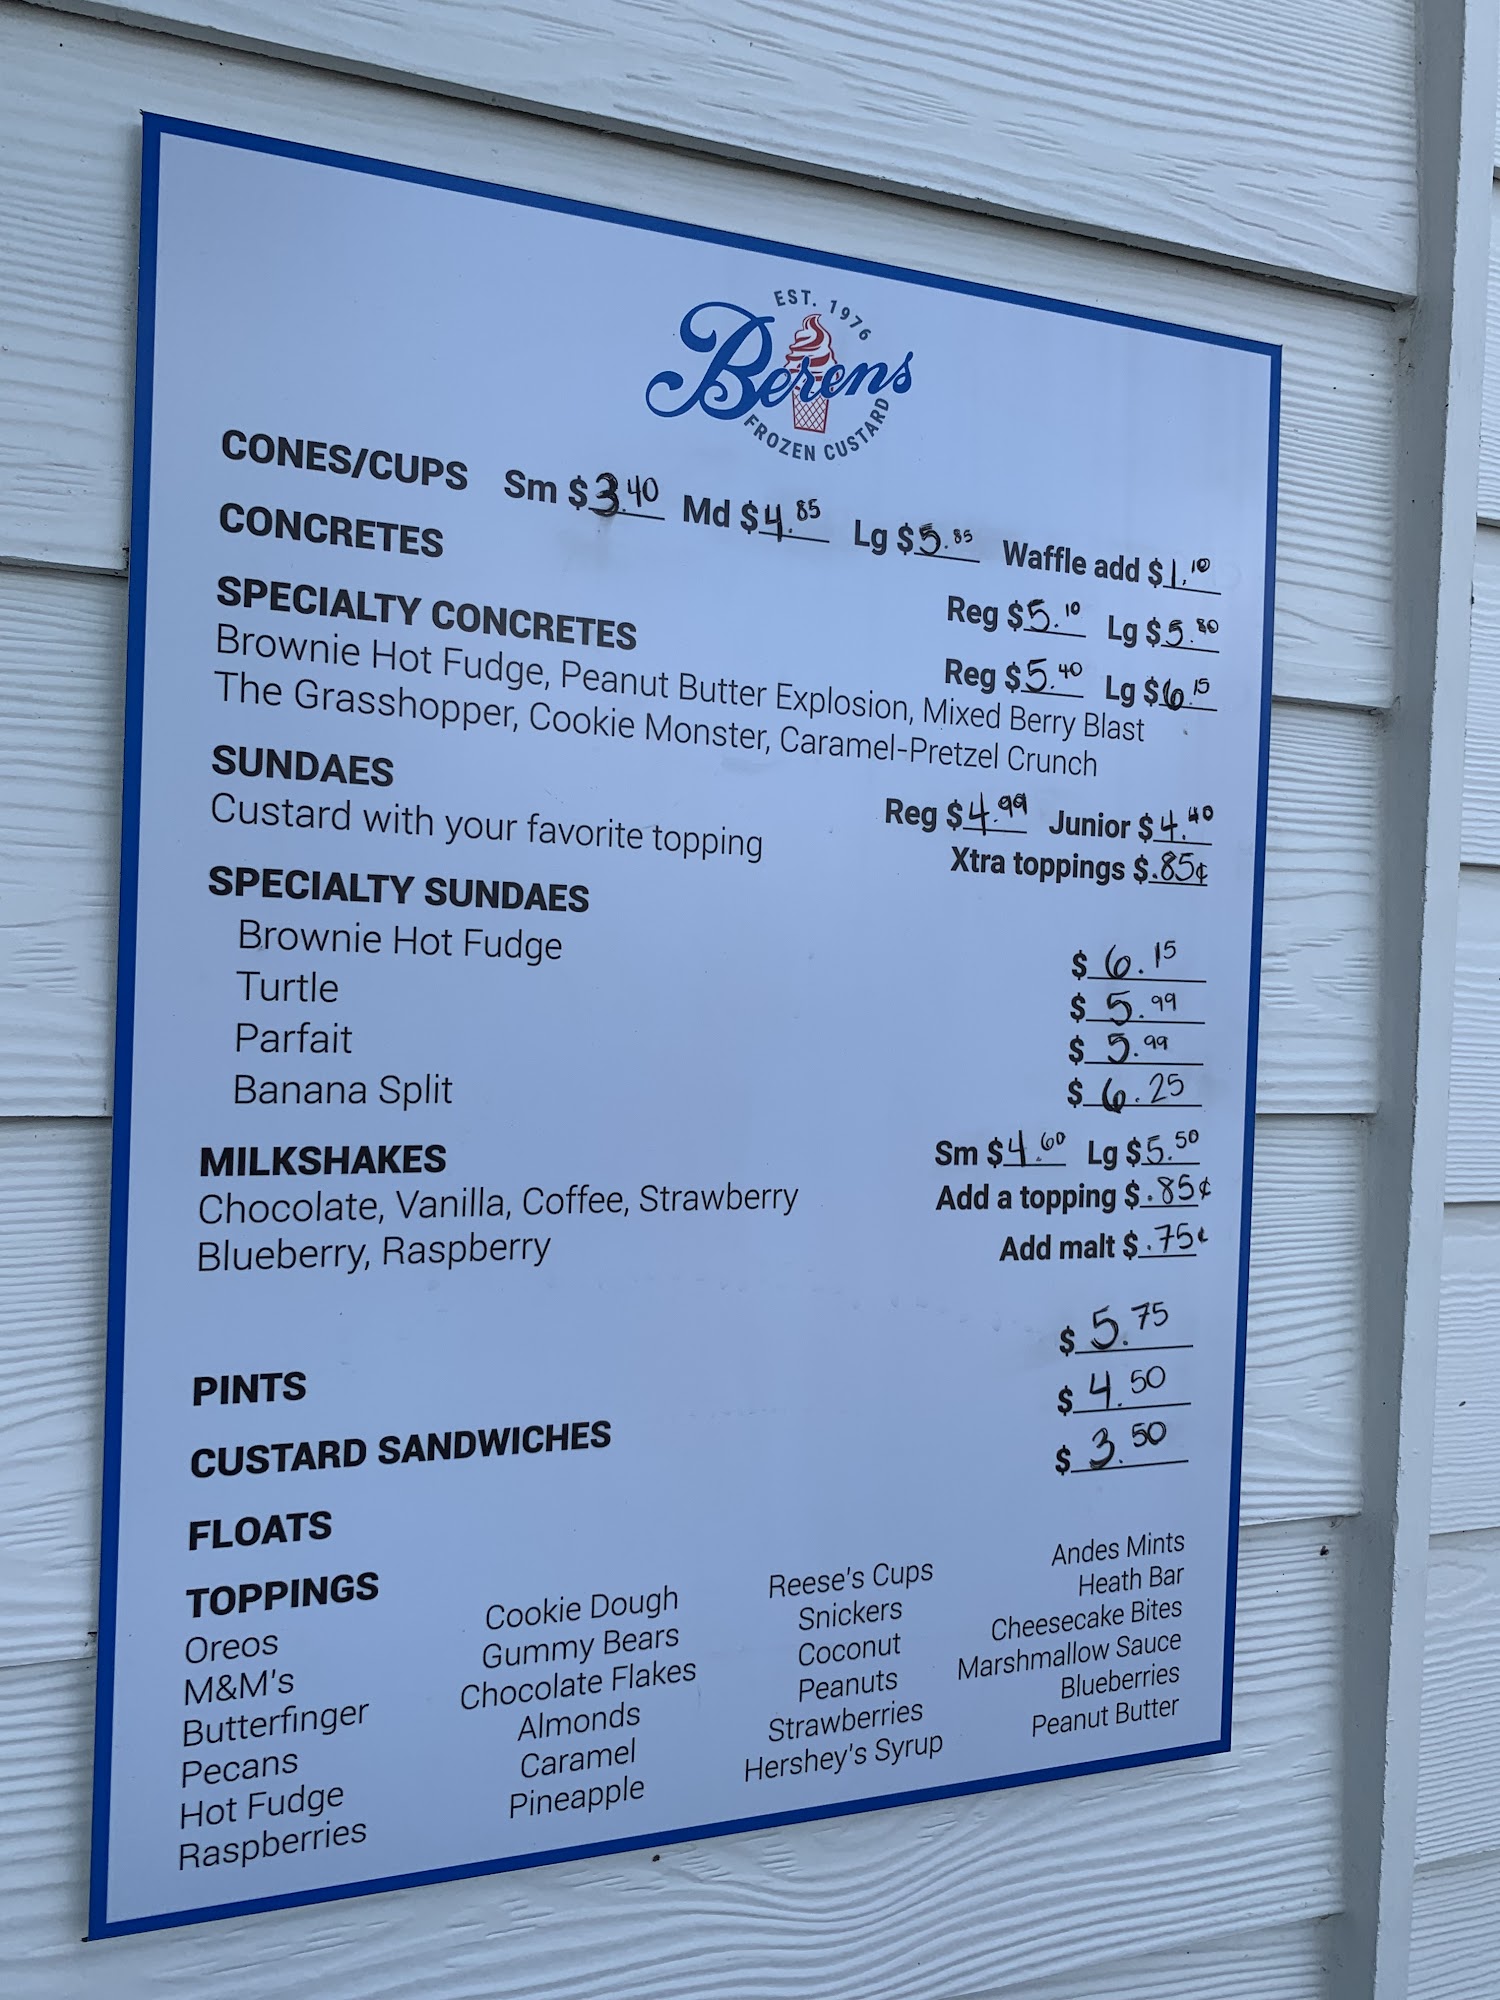 EST. 1976
Berens
FROZEN CUSTARD
CONES/CUPS Sm $3.40 Md $4.85 Lg $5.85 Waffle add $1.10
CONCRETES Reg $5.10 Lg $5.80
SPECIALTY CONCRETES Reg $5.40 Lg $6.15
Brownie Hot Fudge, Peanut Butter Explosion, Mixed Berry Blast
The Grasshopper, Cookie Monster, Caramel-Pretzel Crunch
SUNDAES Reg $4.99 Junior $4.40
Custard with your favorite topping Xtra toppings $.85¢
SPECIALTY SUNDAES
Brownie Hot Fudge $6.15
Turtle $5.99
Parfait $5.99
Banana Split $6.25
MILKSHAKES Sm $4.60 Lg $5.50
Chocolate, Vanilla, Coffee, Strawberry Add a topping $.85¢
Blueberry, Raspberry Add malt $.75¢
PINTS $5.75
CUSTARD SANDWICHES $4.50
FLOATS $3.50
TOPPINGS
Oreos
M&M's
Butterfinger
Pecans
Hot Fudge
Raspberries
Cookie Dough
Gummy Bears
Chocolate Flakes
Almonds
Caramel
Pineapple
Reese's Cups
Snickers
Coconut
Peanuts
Strawberries
Hershey's Syrup
Andes Mints
Heath Bar
Cheesecake Bites
Marshmallow Sauce
Blueberries
Peanut Butter